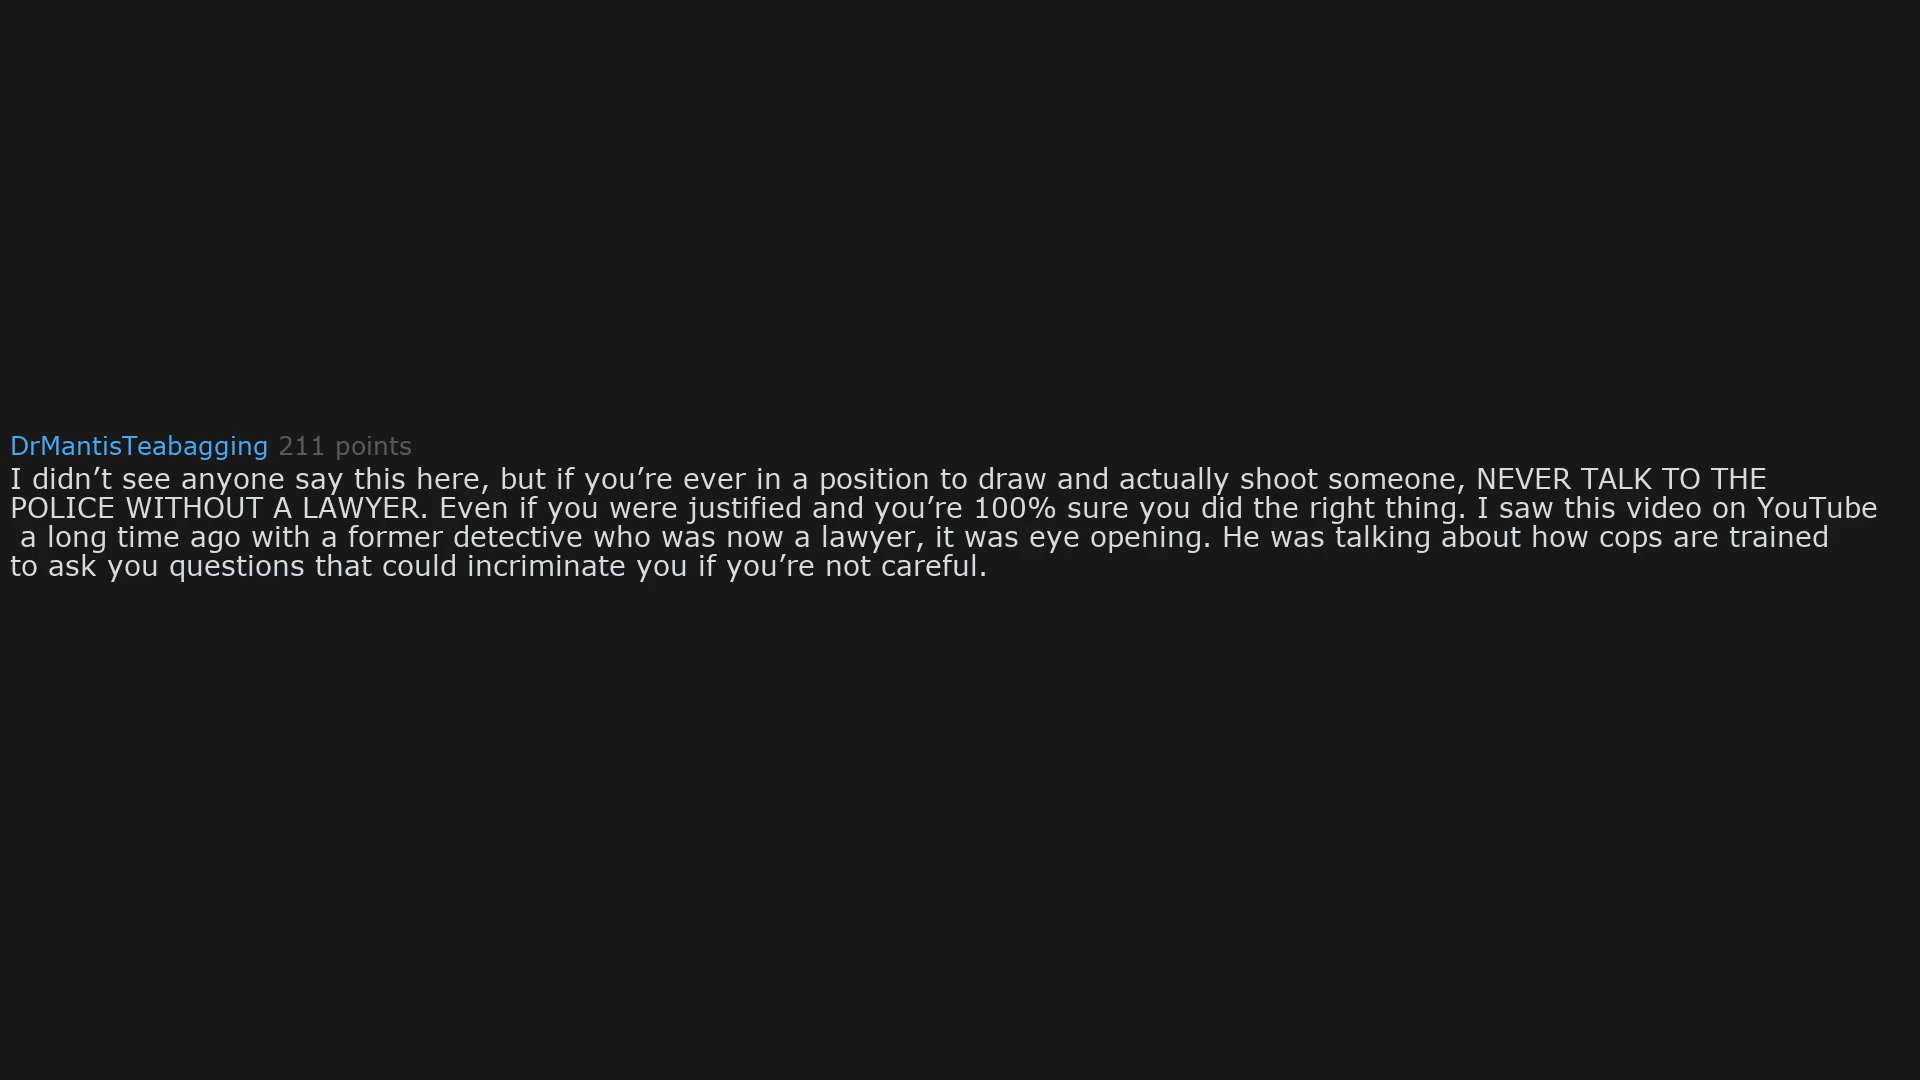 DrMantisTeabagging 211 points
I didn’t see anyone say this here, but if you’re ever in a position to draw and actually shoot someone, NEVER TALK TO THE
POLICE WITHOUT A LAWYER. Even if you were justified and you’re 100% sure you did the right thing. I saw this video on YouTube
a long time ago with a former detective who was now a lawyer, it was eye opening. He was talking about how cops are trained
to ask you questions that could incriminate you if you’re not careful.